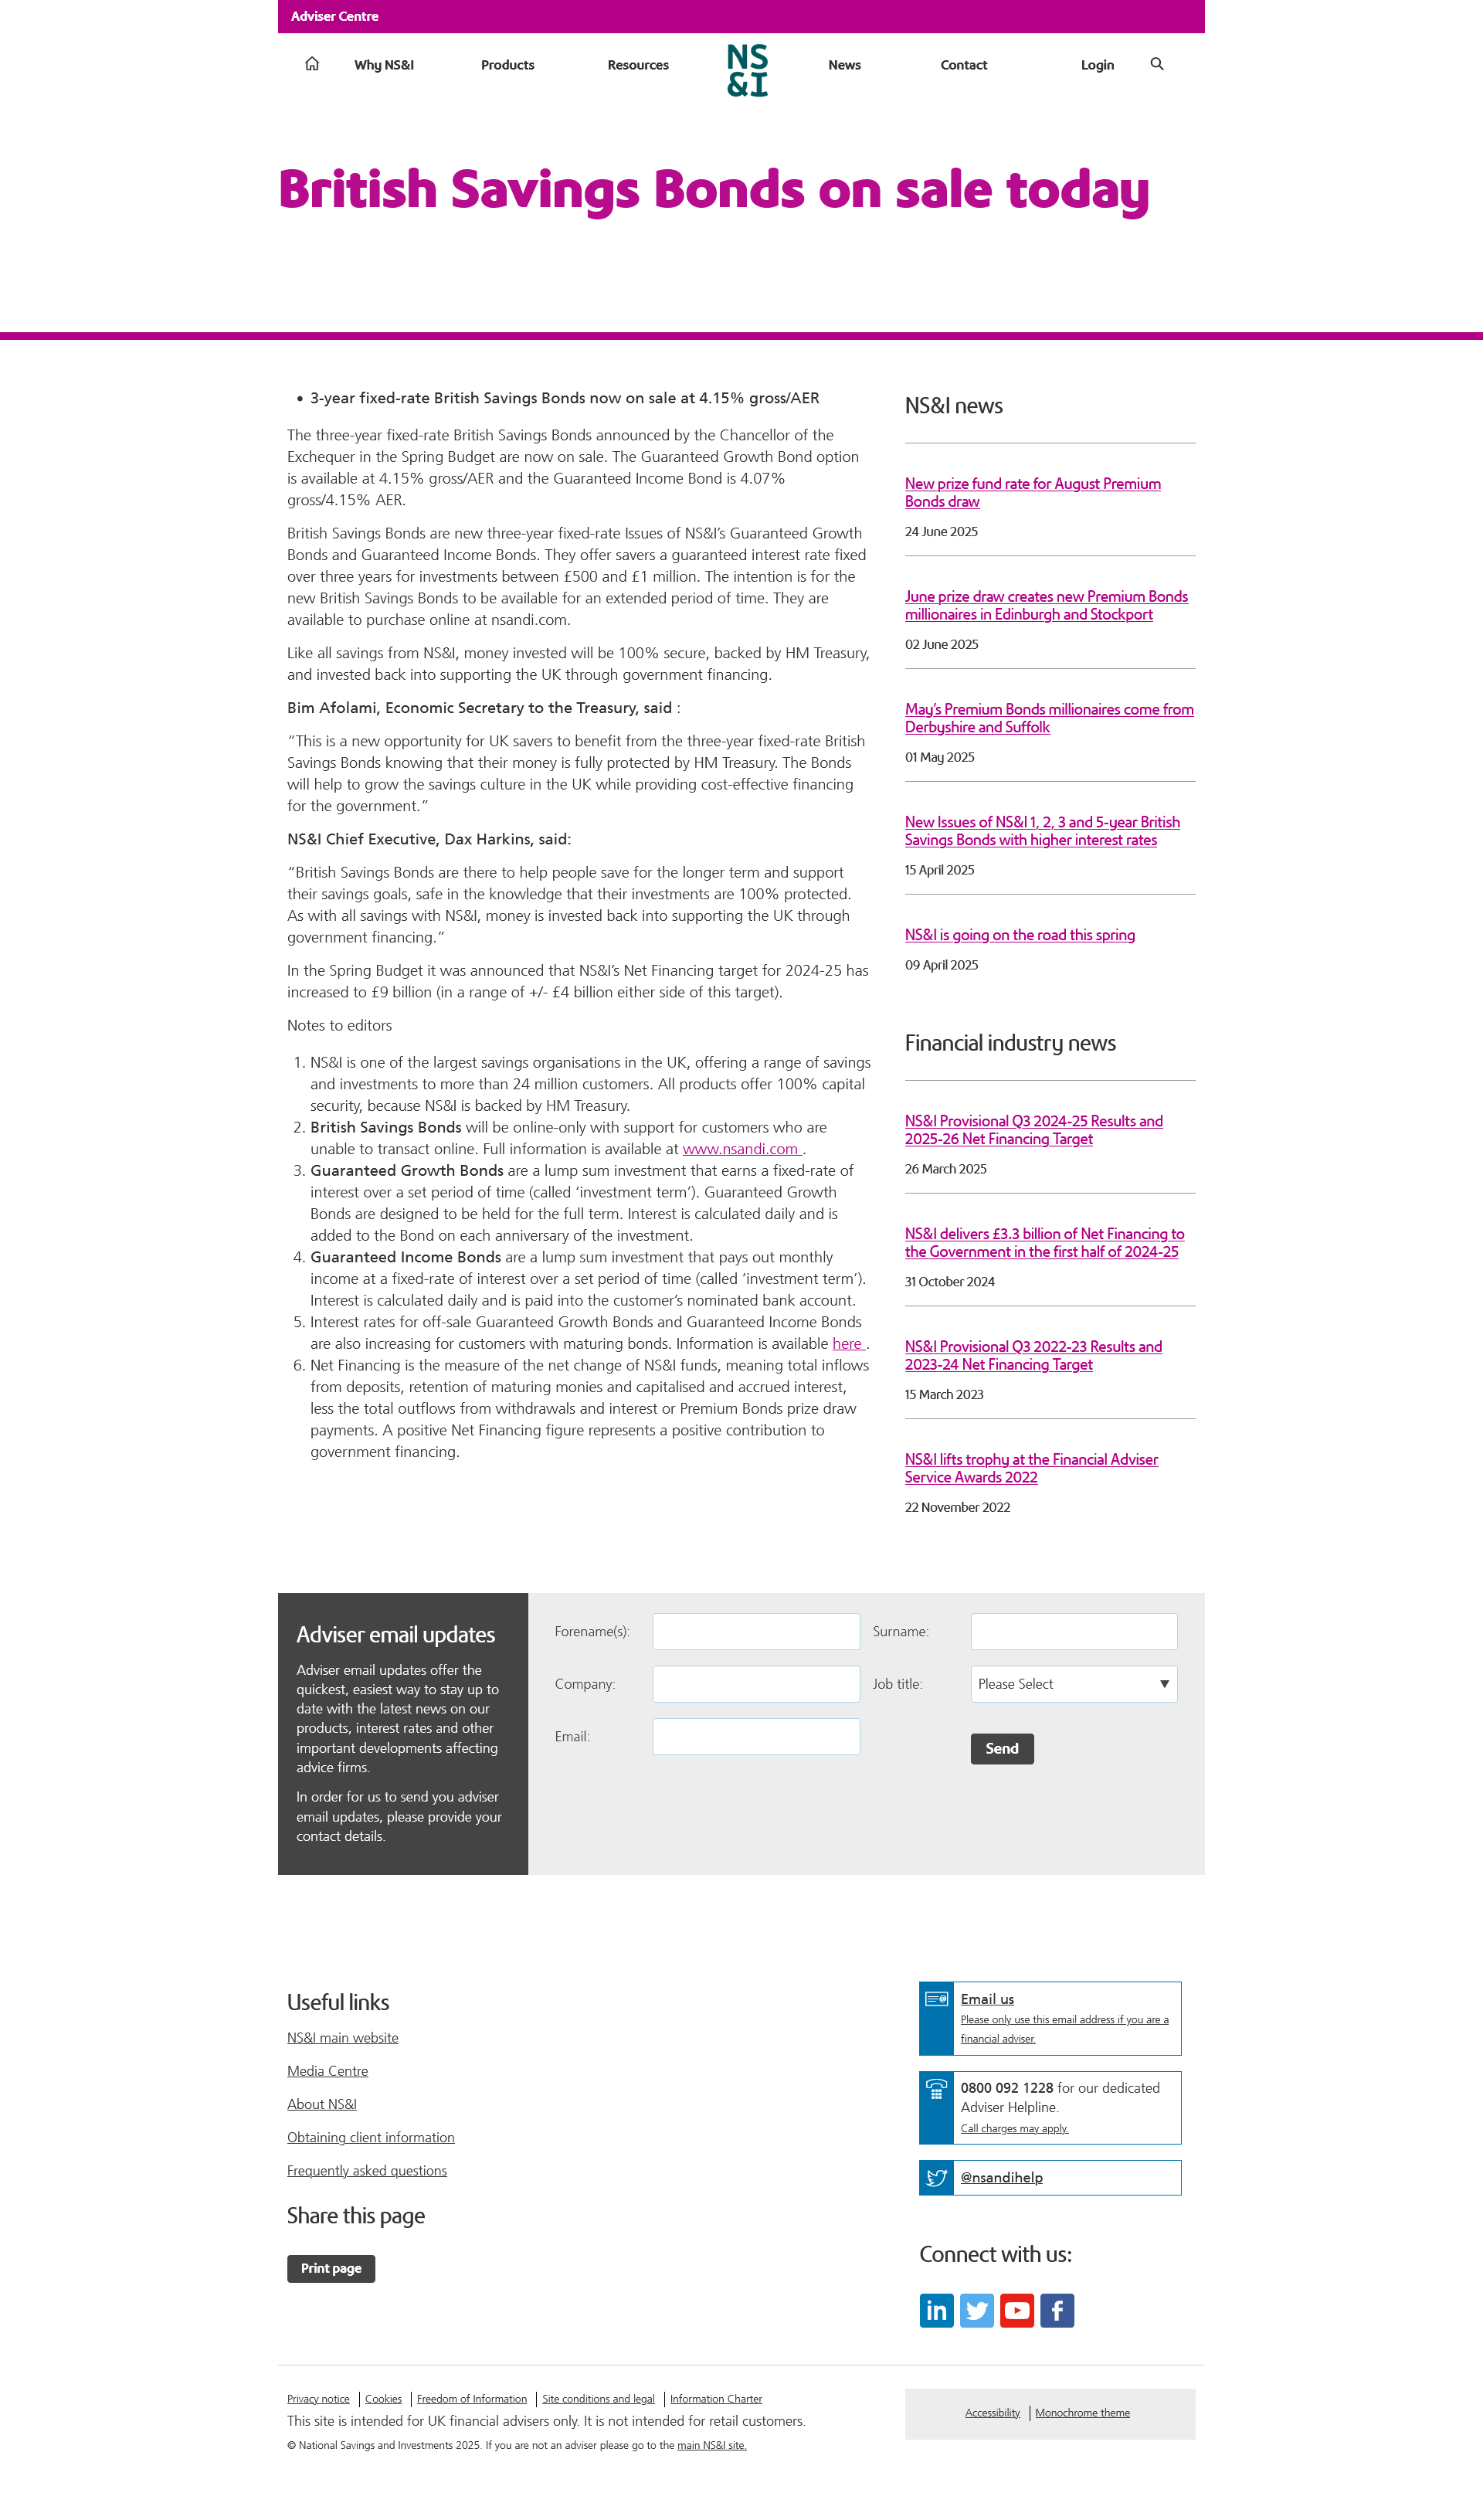 Adviser Centre
Why NS&I
Products
Resources
NS
&I
News
Contact
Login
British Savings Bonds on sale today
• 3-year fixed-rate British Savings Bonds now on sale at 4.15% gross/AER
The three-year fixed-rate British Savings Bonds announced by the Chancellor of the
Exchequer in the Spring Budget are now on sale. The Guaranteed Growth Bond option
is available at 4.15% gross/AER and the Guaranteed Income Bond is 4.07%
gross/4.15% AER.
British Savings Bonds are new three-year fixed-rate Issues of NS&I’s Guaranteed Growth
Bonds and Guaranteed Income Bonds. They offer savers a guaranteed interest rate fixed
over three years for investments between £500 and £1 million. The intention is for the
new British Savings Bonds to be available for an extended period of time. They are
available to purchase online at nsandi.com.
Like all savings from NS&I, money invested will be 100% secure, backed by HM Treasury,
and invested back into supporting the UK through government financing.
Bim Afolami, Economic Secretary to the Treasury, said :
“This is a new opportunity for UK savers to benefit from the three-year fixed-rate British
Savings Bonds knowing that their money is fully protected by HM Treasury. The Bonds
will help to grow the savings culture in the UK while providing cost-effective financing
for the government.”
NS&I Chief Executive, Dax Harkins, said:
“British Savings Bonds are there to help people save for the longer term and support
their savings goals, safe in the knowledge that their investments are 100% protected.
As with all savings with NS&I, money is invested back into supporting the UK through
government financing.”
In the Spring Budget it was announced that NS&I’s Net Financing target for 2024-25 has
increased to £9 billion (in a range of +/- £4 billion either side of this target).
Notes to editors
1. NS&I is one of the largest savings organisations in the UK, offering a range of savings
and investments to more than 24 million customers. All products offer 100% capital
security, because NS&I is backed by HM Treasury.
2. British Savings Bonds will be online-only with support for customers who are
unable to transact online. Full information is available at www.nsandi.com .
3. Guaranteed Growth Bonds are a lump sum investment that earns a fixed-rate of
interest over a set period of time (called ‘investment term’). Guaranteed Growth
Bonds are designed to be held for the full term. Interest is calculated daily and is
added to the Bond on each anniversary of the investment.
4. Guaranteed Income Bonds are a lump sum investment that pays out monthly
income at a fixed-rate of interest over a set period of time (called ‘investment term’).
Interest is calculated daily and is paid into the customer’s nominated bank account.
5. Interest rates for off-sale Guaranteed Growth Bonds and Guaranteed Income Bonds
are also increasing for customers with maturing bonds. Information is available here .
6. Net Financing is the measure of the net change of NS&I funds, meaning total inflows
from deposits, retention of maturing monies and capitalised and accrued interest,
less the total outflows from withdrawals and interest or Premium Bonds prize draw
payments. A positive Net Financing figure represents a positive contribution to
government financing.
NS&I news
New prize fund rate for August Premium
Bonds draw
24 June 2025
June prize draw creates new Premium Bonds
millionaires in Edinburgh and Stockport
02 June 2025
May’s Premium Bonds millionaires come from
Derbyshire and Suffolk
01 May 2025
New Issues of NS&I 1, 2, 3 and 5-year British
Savings Bonds with higher interest rates
15 April 2025
NS&I is going on the road this spring
09 April 2025
Financial industry news
NS&I Provisional Q3 2024-25 Results and
2025-26 Net Financing Target
26 March 2025
NS&I delivers £3.3 billion of Net Financing to
the Government in the first half of 2024-25
31 October 2024
NS&I Provisional Q3 2022-23 Results and
2023-24 Net Financing Target
15 March 2023
NS&I lifts trophy at the Financial Adviser
Service Awards 2022
22 November 2022
Adviser email updates
Adviser email updates offer the
quickest, easiest way to stay up to
date with the latest news on our
products, interest rates and other
important developments affecting
advice firms.
In order for us to send you adviser
email updates, please provide your
contact details.
Forename(s):
Surname:
Company:
Job title:
Please Select
Email:
Send
Useful links
NS&I main website
Media Centre
About NS&I
Obtaining client information
Frequently asked questions
Share this page
Print page
Email us
Please only use this email address if you are a
financial adviser.
0800 092 1228 for our dedicated
Adviser Helpline.
Call charges may apply.
@nsandihelp
Connect with us:
Privacy notice | Cookies | Freedom of Information | Site conditions and legal | Information Charter
This site is intended for UK financial advisers only. It is not intended for retail customers.
© National Savings and Investments 2025. If you are not an adviser please go to the main NS&I site.
Accessibility | Monochrome theme